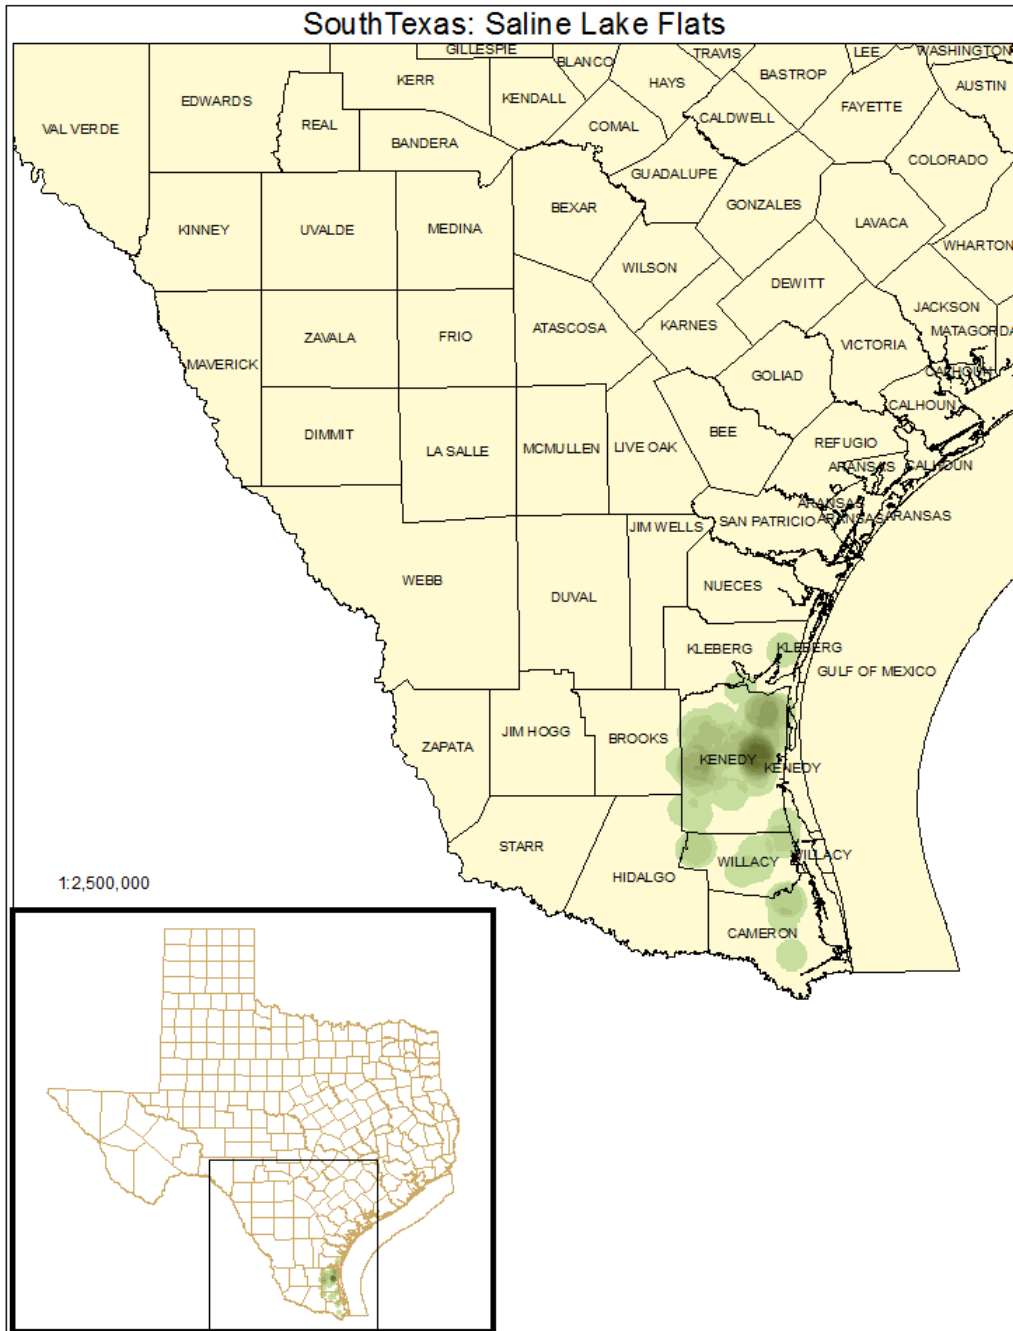 SouthTexas: Saline Lake Flats
GILLESPIE
BLANCO
TRAVIS
LEE
WASHINGTON
KERR
HAYS
BASTROP
AUSTIN
EDWARDS
KENDALL
FAYETTE
REAL
COMAL
CALDWELL
VAL VERDE
BANDERA
COLORADO
GUADALUPE
BEXAR
GONZALES
KINNEY
UVALDE
MEDINA
LAVACA
WHARTON
WILSON
DEWITT
JACKSON
ZAVALA
FRIO
ATASCOSA
KARNES
MATAGORDA
VICTORIA
MAVERICK
GOLIAD
CALHOUN
CALHOUN
DIMMIT
BEE
LA SALLE
MCMULLEN
LIVE OAK
REFUGIO
ARANSAS
CALHOUN
ARANSAS
JIM WELLS
SAN PATRICIO
ARANSAS
ARANSAS
WEBB
NUECES
DUVAL
KLEBERG
KLEBERG
GULF OF MEXICO
JIM HOGG
BROOKS
ZAPATA
KENEDY
KENEDY
STARR
WILLACY
WILLACY
HIDALGO
1:2,500,000
CAMERON